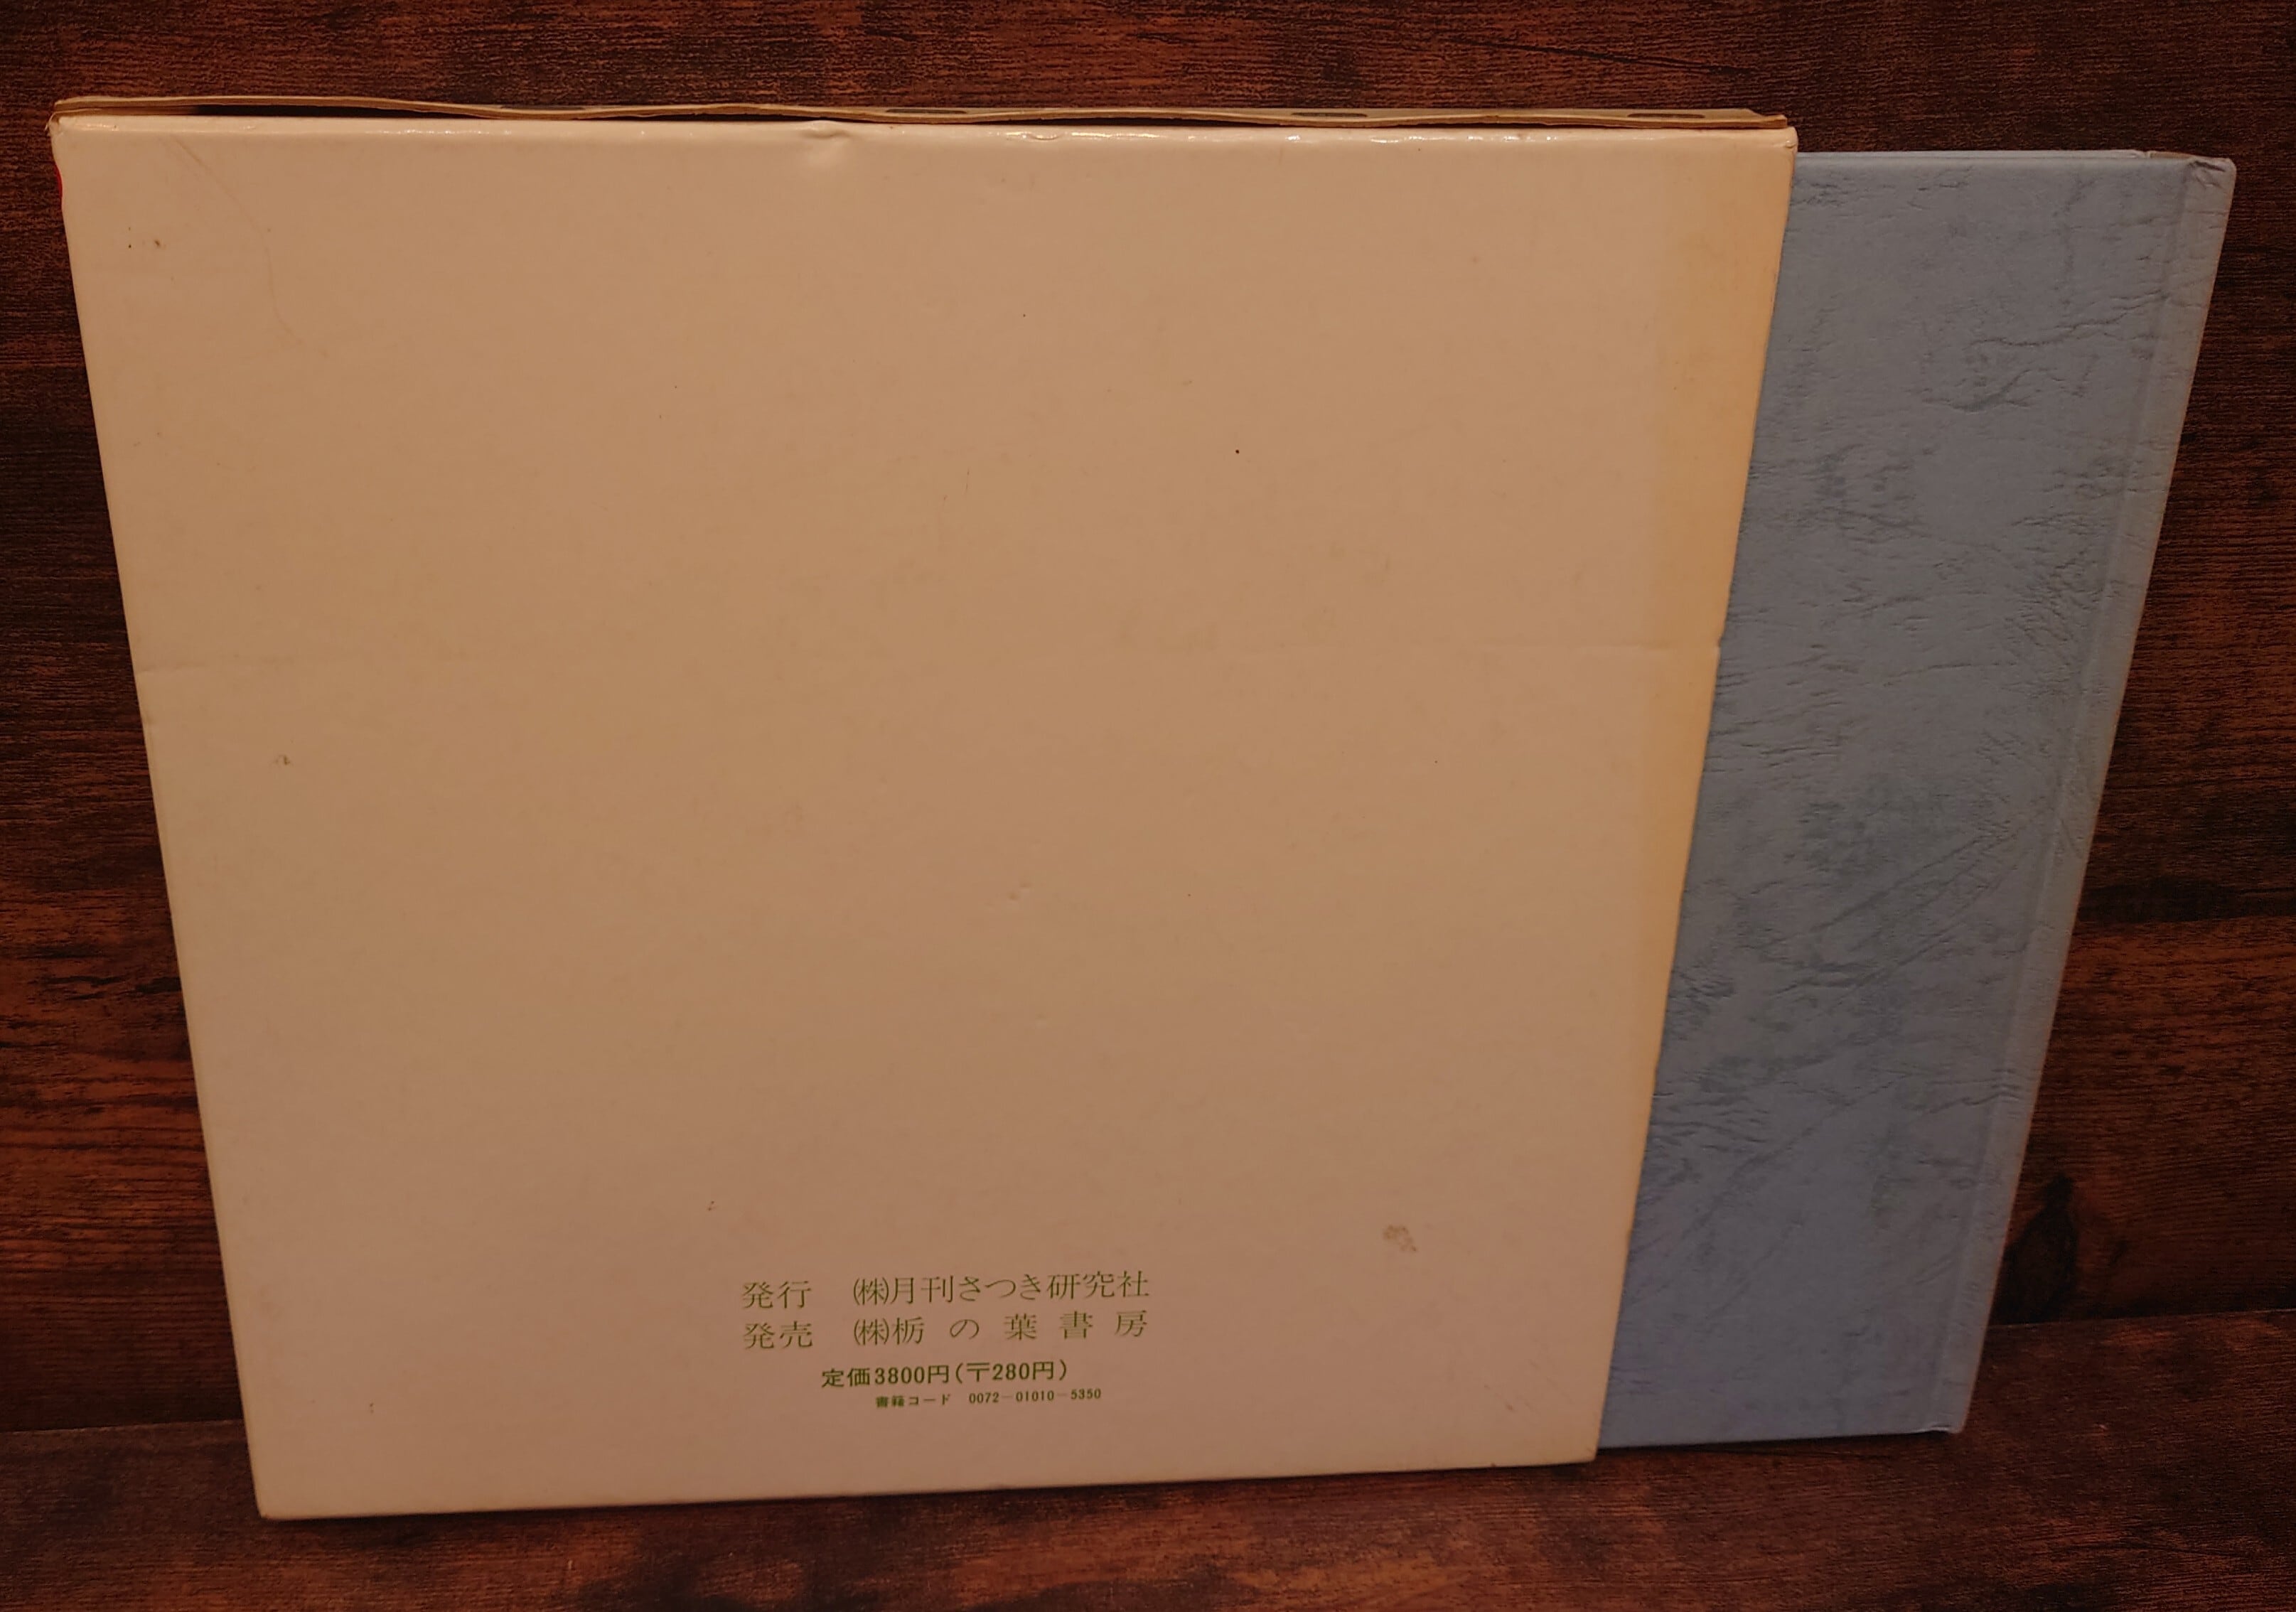 発行 ㈱月刊さつき研究社
発売 ㈱栃の葉書房
定価3800円(〒280円)
書籍コード 0072-01010-5350